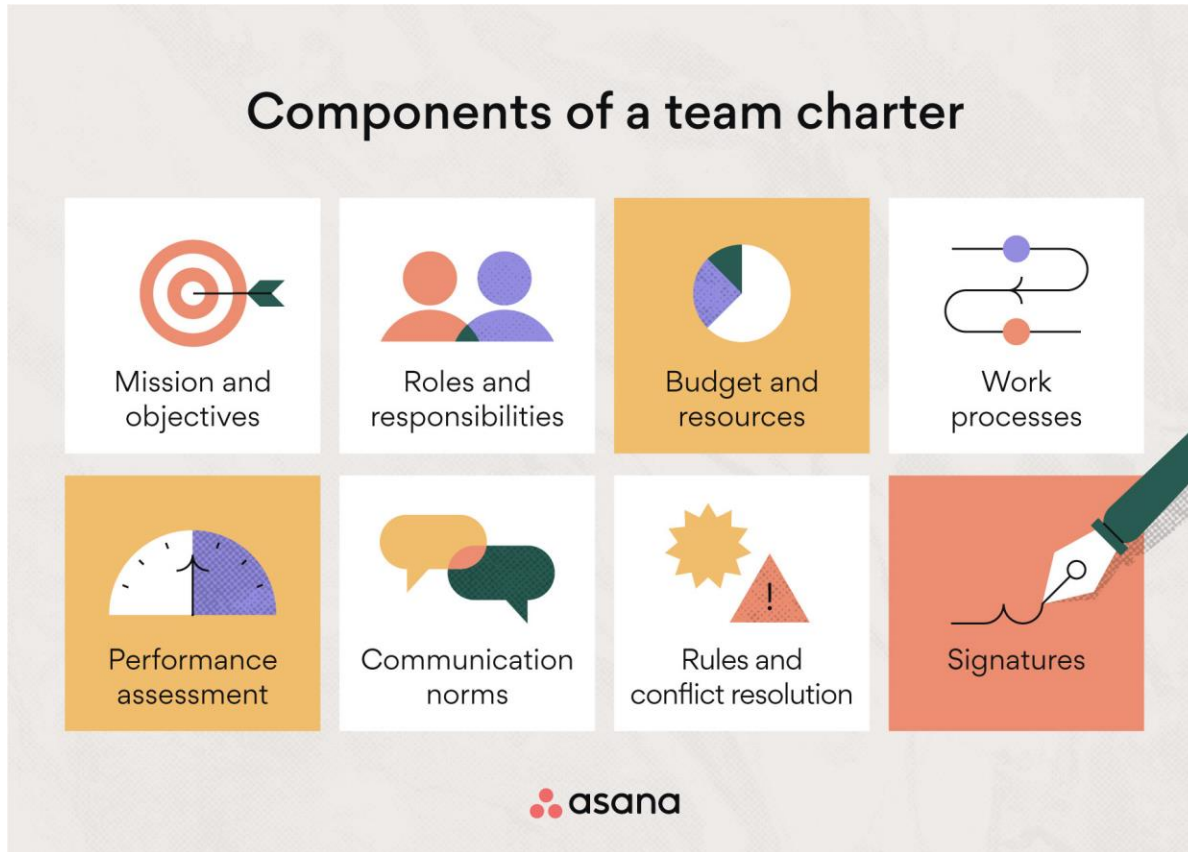 Components of a team charter
Mission and
objectives
Roles and
responsibilities
Budget and
resources
Work
processes
Performance
assessment
Communication
norms
Rules and
conflict resolution
Signatures
!
asana